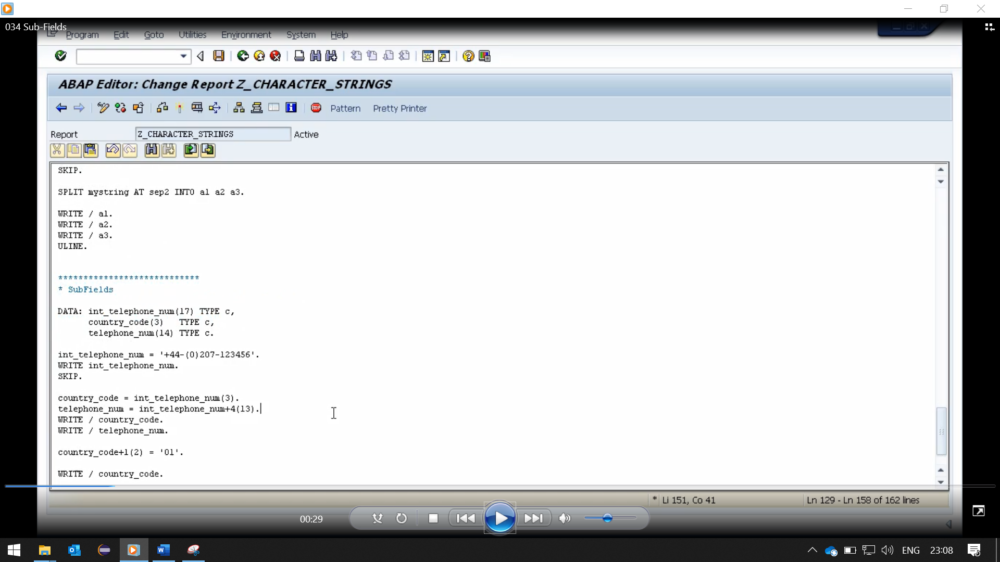 034 Sub-Fields
Program Edit Goto Utilities Environment System Help
ABAP Editor: Change Report Z_CHARACTER_STRINGS
STOP Pattern Pretty Printer
Report Z_CHARACTER_STRINGS Active
SKIP.
SPLIT mystring AT sep2 INTO a1 a2 a3.
WRITE / a1.
WRITE / a2.
WRITE / a3.
ULINE.
****************************
* SubFields
DATA: int_telephone_num(17) TYPE c,
country_code(3) TYPE c,
telephone_num(14) TYPE c.
int_telephone_num = '+44-(0)207-123456'.
WRITE int_telephone_num.
SKIP.
country_code = int_telephone_num(3).
telephone_num = int_telephone_num+4(13).
WRITE / country_code.
WRITE / telephone_num.
country_code+1(2) = '01'.
WRITE / country_code.
* Li 151, Co 41 Ln 129 - Ln 158 of 162 lines
00:29
ENG 23:08